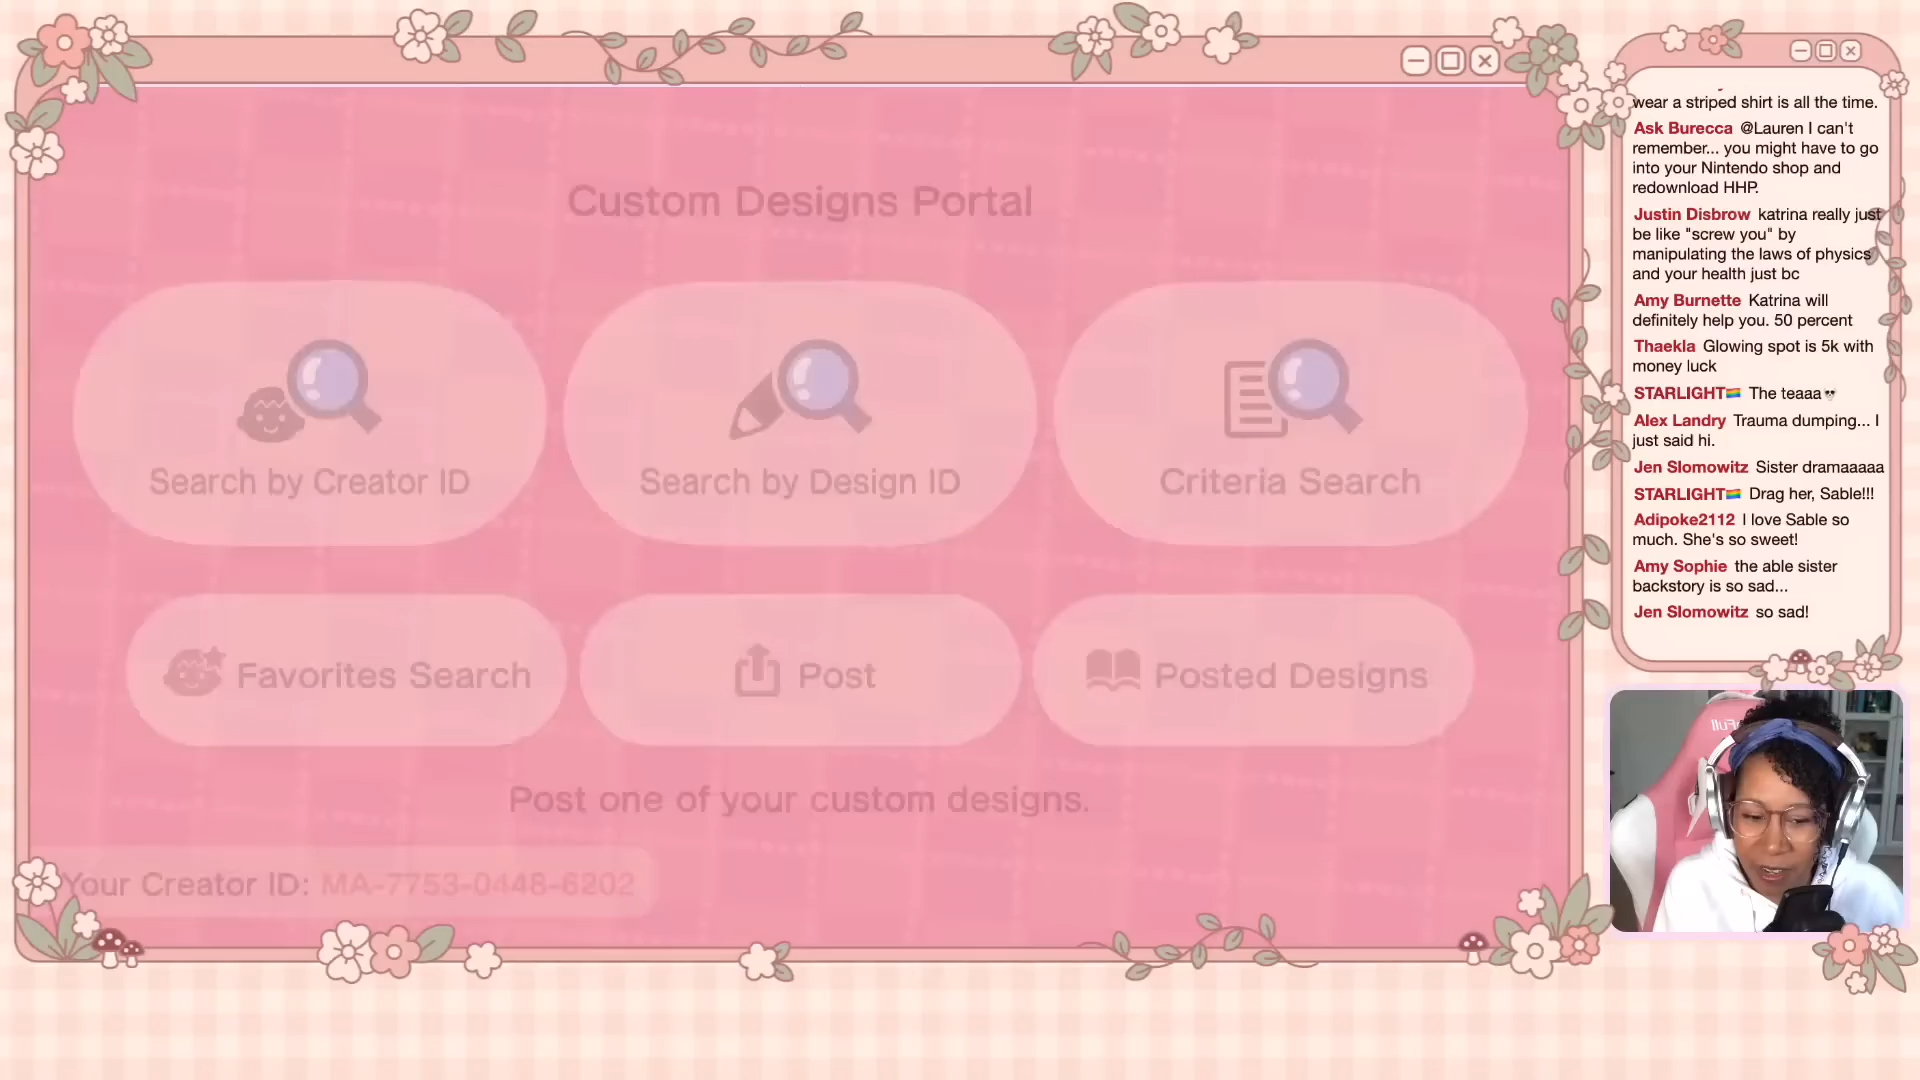 Custom Designs Portal
Search by Creator ID
Search by Design ID
Criteria Search
Favorites Search
Post
Posted Designs
Post one of your custom designs.
Your Creator ID: MA-7753-0448-6202
wear a striped shirt is all the time.
Ask Burecca @Lauren I can't
remember... you might have to go
into your Nintendo shop and
redownload HHP.
Justin Disbrow katrina really just
be like "screw you" by
manipulating the laws of physics
and your health just bc
Amy Burnette Katrina will
definitely help you. 50 percent
Thaekla Glowing spot is 5k with
money luck
STARLIGHT🏳️‍🌈 The teaaa💀
Alex Landry Trauma dumping... I
just said hi.
Jen Slomowitz Sister dramaaaaa
STARLIGHT🏳️‍🌈 Drag her, Sable!!!
Adipoke2112 I love Sable so
much. She's so sweet!
Amy Sophie the able sister
backstory is so sad...
Jen Slomowitz so sad!